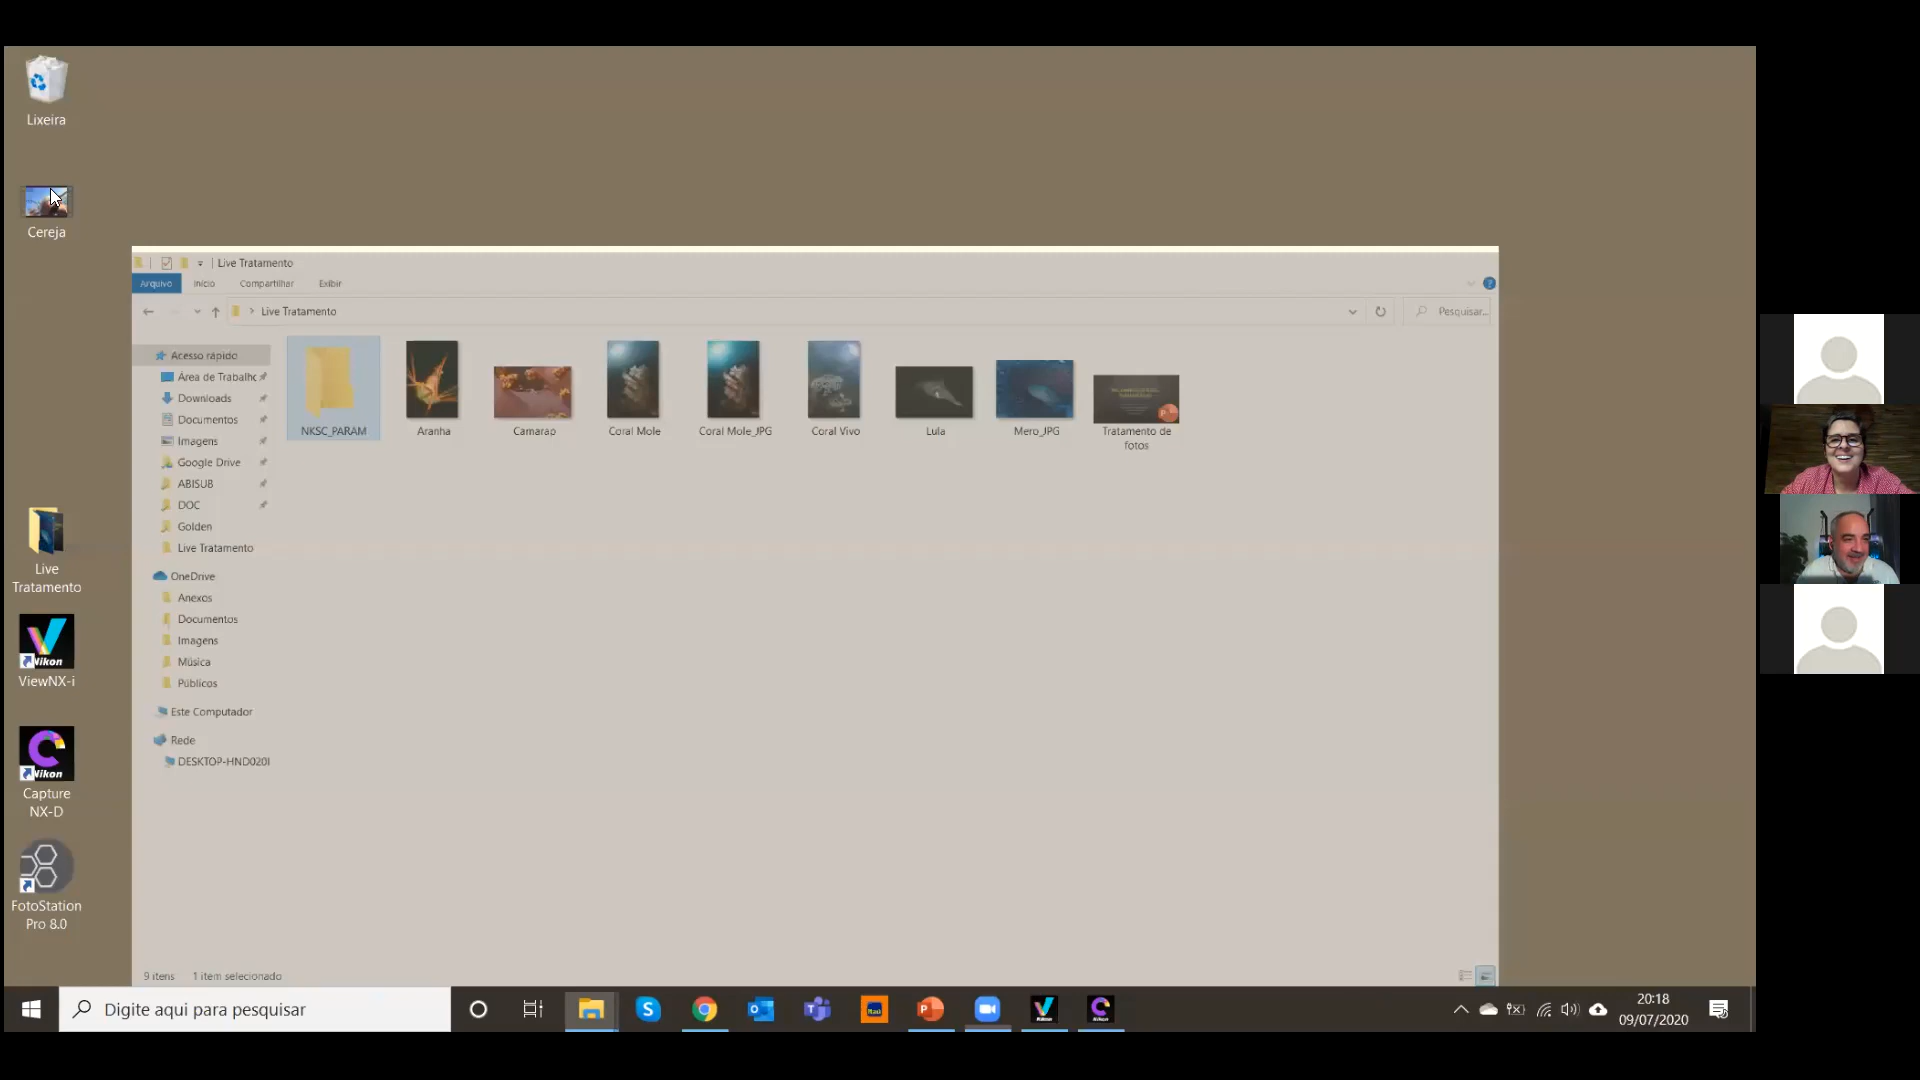 Lixeira
Cereja
Live
Tratamento
Nikon
ViewNX-i
Nikon
Capture
NX-D
FotoStation
Pro 8.0
Live Tratamento
Arquivo
Início
Compartilhar
Exibir
Live Tratamento
Pesquisar...
Acesso rápido
Área de Trabalho
Downloads
Documentos
Imagens
Google Drive
ABISUB
DOC
Golden
Live Tratamento
OneDrive
Anexos
Documentos
Imagens
Música
Públicos
Este Computador
Rede
DESKTOP-HND020I
NKSC_PARAM
Aranha
Camarap
Coral Mole
Coral Mole_JPG
Coral Vivo
Lula
Mero_JPG
Tratamento de
fotos
9 itens
1 item selecionado
Digite aqui para pesquisar
20:18
09/07/2020